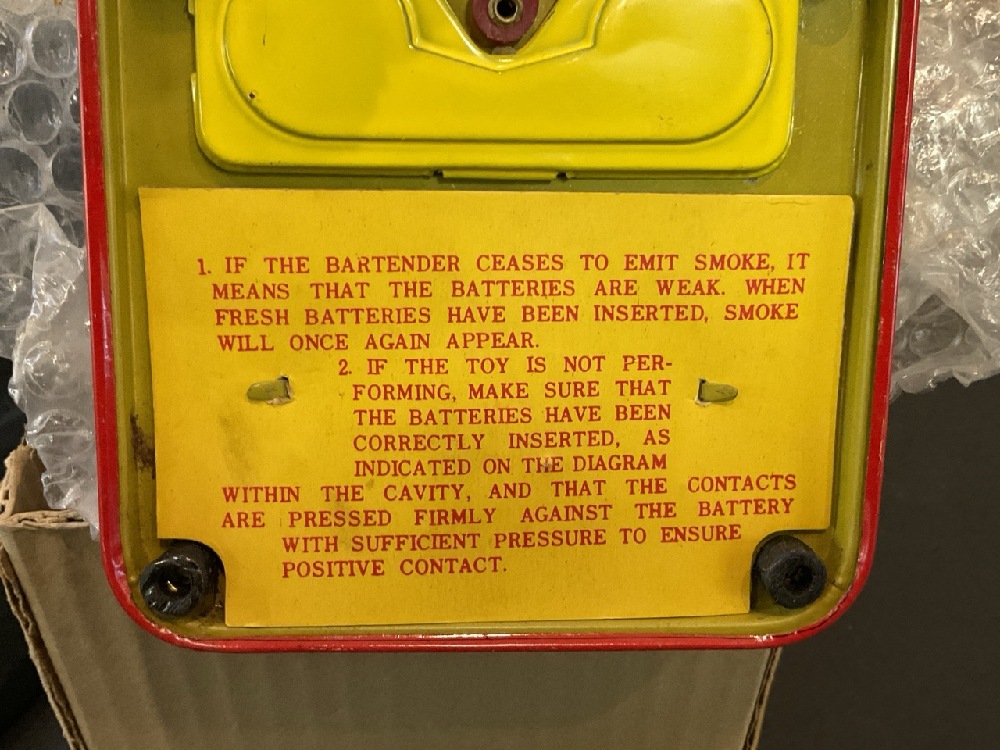 1. IF THE BARTENDER CEASES TO EMIT SMOKE, IT
MEANS THAT THE BATTERIES ARE WEAK. WHEN
FRESH BATTERIES HAVE BEEN INSERTED, SMOKE
WILL ONCE AGAIN APPEAR.
2. IF THE TOY IS NOT PER-
FORMING, MAKE SURE THAT
THE BATTERIES HAVE BEEN
CORRECTLY INSERTED, AS
INDICATED ON THE DIAGRAM
WITHIN THE CAVITY, AND THAT THE CONTACTS
ARE PRESSED FIRMLY AGAINST THE BATTERY
WITH SUFFICIENT PRESSURE TO ENSURE
POSITIVE CONTACT.